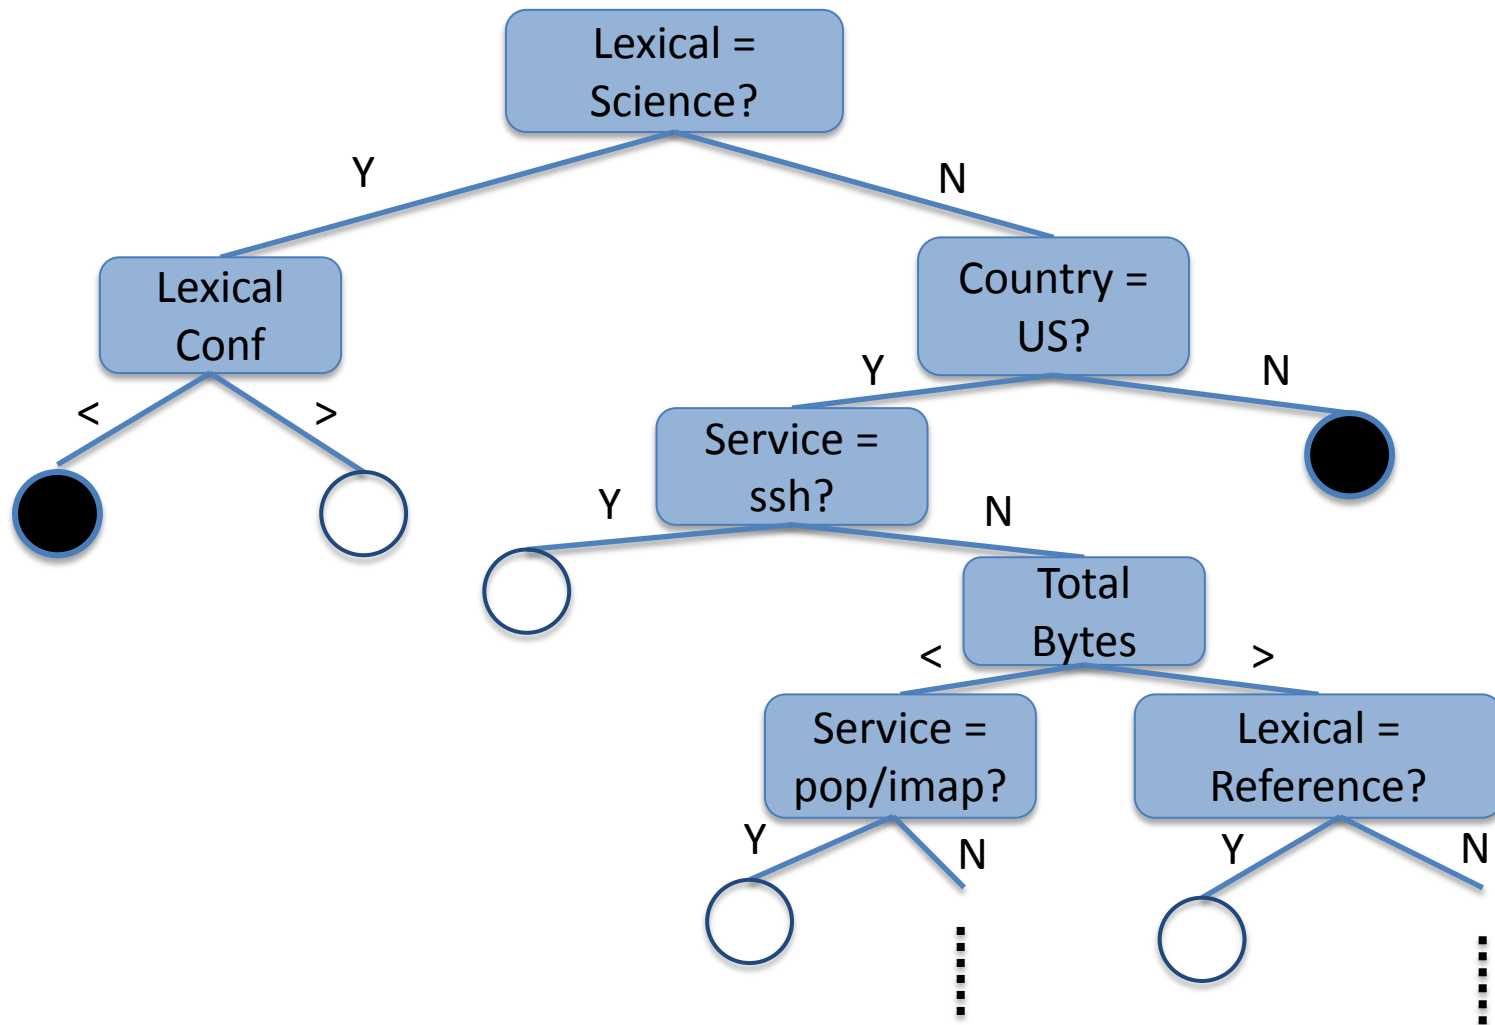 Lexical =
Science?
Y
N
Lexical
Conf
Country =
US?
<
>
Y
N
Service =
ssh?
Y
N
Total
Bytes
<
>
Service =
pop/imap?
Lexical =
Reference?
Y
N
Y
N